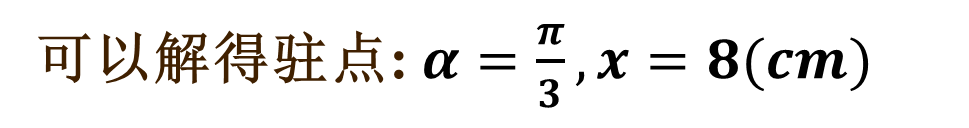 可以解得驻点: α = π/3, x = 8(cm)